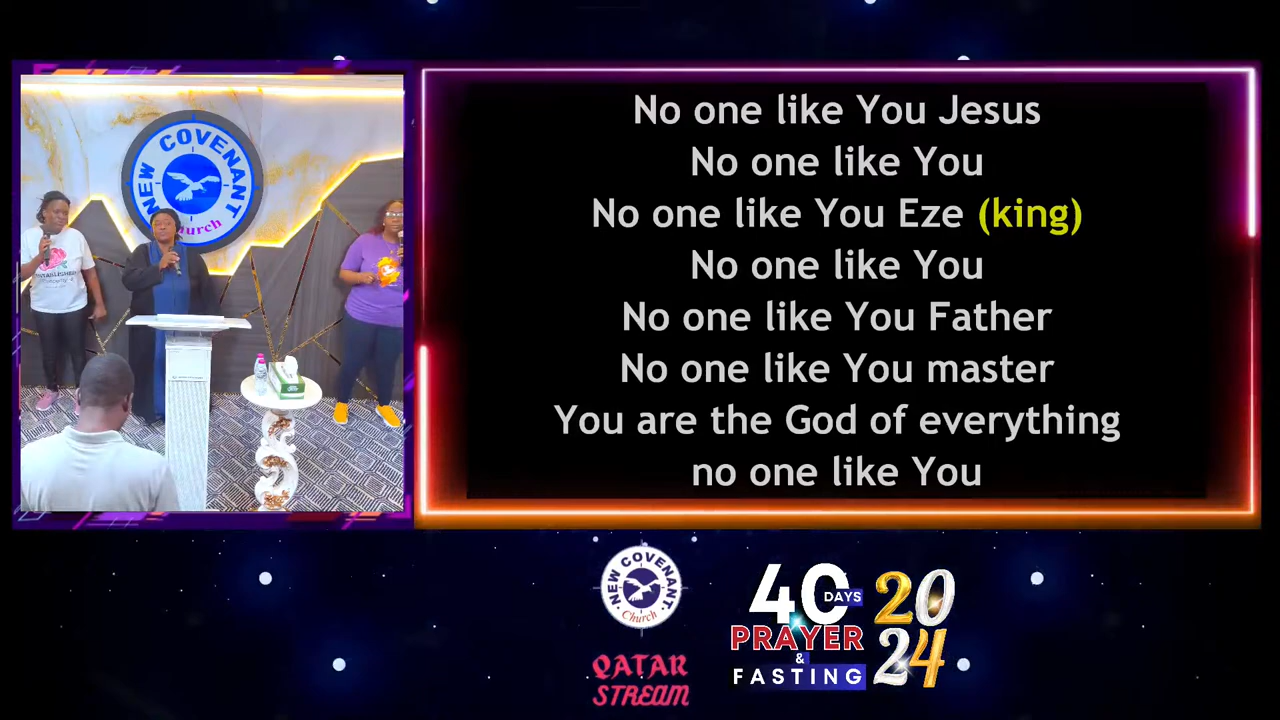 NEW COVENANT
Church
No one like You Jesus
No one like You
No one like You Eze (king)
No one like You
No one like You Father
No one like You master
You are the God of everything
no one like You
NEW COVENANT
Church
QATAR
STREAM
40 DAYS
PRAYER
&
FASTING
2024